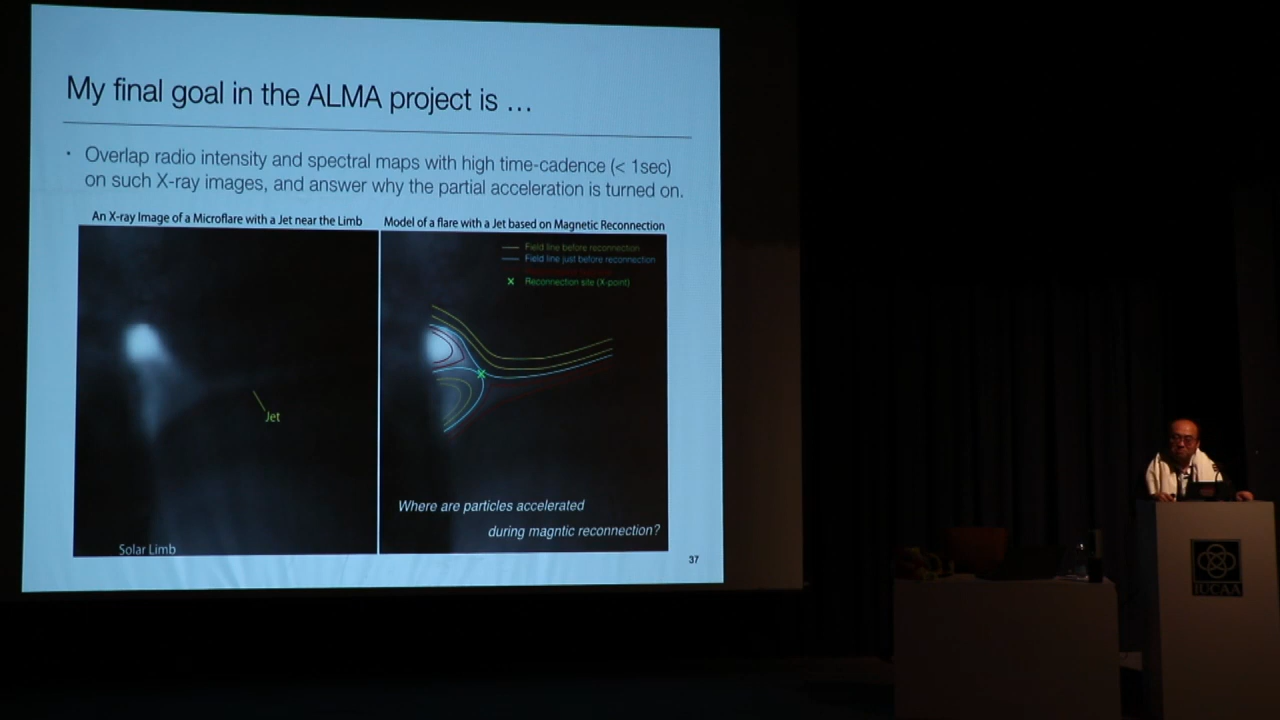 My final goal in the ALMA project is …
• Overlap radio intensity and spectral maps with high time-cadence (< 1sec)
on such X-ray images, and answer why the partial acceleration is turned on.
An X-ray Image of a Microflare with a Jet near the Limb
Model of a flare with a Jet based on Magnetic Reconnection
Field line before reconnection
Field line just before reconnection
Reconnection site (X-point)
Jet
Where are particles accelerated
during magntic reconnection?
Solar Limb
37
IUCAA